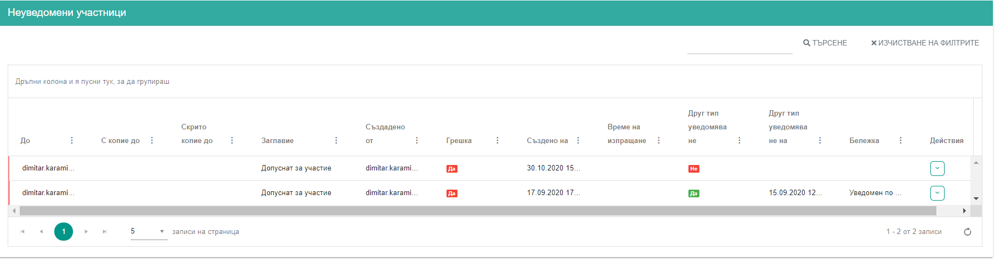 Неуведомени участници
ТЪРСЕНЕ
ИЗЧИСТВАНЕ НА ФИЛТРИТЕ
Дръпни колона и я пусни тук, за да групираш
До
С копие до
Скрито
копие до
Заглавие
Създадено
от
Грешка
Създено на
Време на
изпращане
Друг тип
уведомява
не
Друг тип
уведомява
не на
Бележка
Действия
dimitar.karami... Допуснат за участие dimitar.karami... Да 30.10.2020 15... Не
dimitar.karami... Допуснат за участие dimitar.karami... Да 17.09.2020 17... Да 15.09.2020 12... Уведомен по ...
1 5 записи на страница 1 - 2 от 2 записи